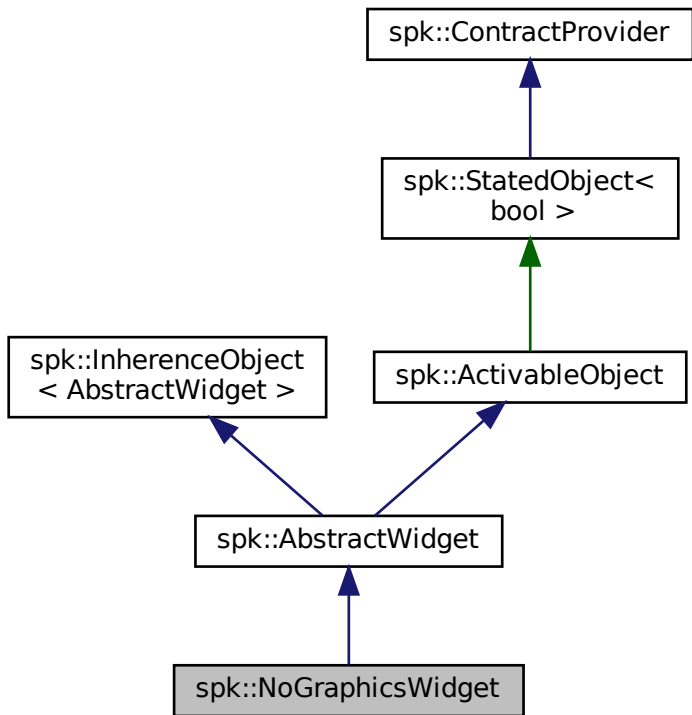 spk::ContractProvider
spk::StatedObject<
bool >
spk::InherenceObject
< AbstractWidget >
spk::ActivableObject
spk::AbstractWidget
spk::NoGraphicsWidget